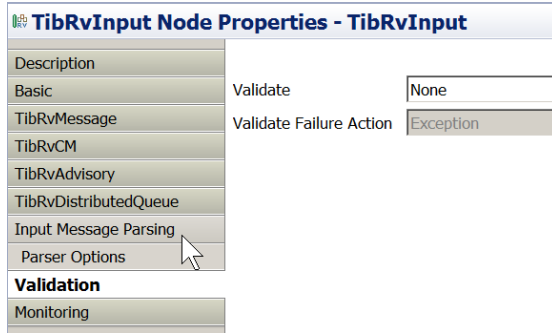 TibRvInput Node Properties - TibRvInput
Description
Basic
Validate None
TibRvMessage
Validate Failure Action Exception
TibRvCM
TibRvAdvisory
TibRvDistributedQueue
Input Message Parsing
Parser Options
Validation
Monitoring